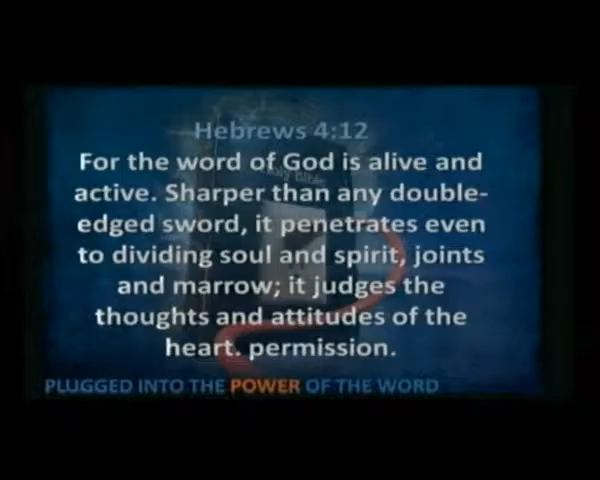 Hebrews 4:12
For the word of God is alive and
active. Sharper than any double-
edged sword, it penetrates even
to dividing soul and spirit, joints
and marrow; it judges the
thoughts and attitudes of the
heart. permission.
PLUGGED INTO THE POWER OF THE WORD
Holy Bible